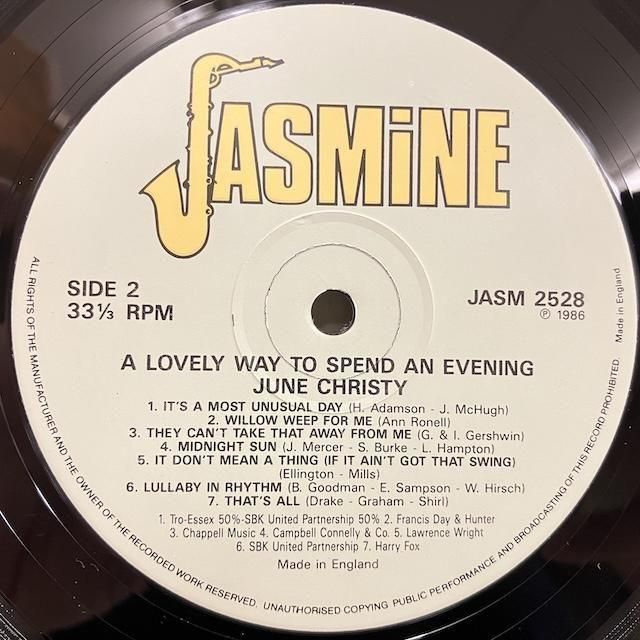 JASMiNE
SIDE 2
33⅓ RPM
JASM 2528
℗ 1986
A LOVELY WAY TO SPEND AN EVENING
JUNE CHRISTY
1. IT'S A MOST UNUSUAL DAY (H. Adamson - J. McHugh)
2. WILLOW WEEP FOR ME (Ann Ronell)
3. THEY CAN'T TAKE THAT AWAY FROM ME (G. & I. Gershwin)
4. MIDNIGHT SUN (J. Mercer - S. Burke - L. Hampton)
5. IT DON'T MEAN A THING (IF IT AIN'T GOT THAT SWING)
(Ellington - Mills)
6. LULLABY IN RHYTHM (B. Goodman - E. Sampson - W. Hirsch)
7. THAT'S ALL (Drake - Graham - Shirl)
1. Tro-Essex 50%-SBK United Partnership 50% 2. Francis Day & Hunter
3. Chappell Music 4. Campbell Connelly & Co. 5. Lawrence Wright
6. SBK United Partnership 7. Harry Fox
Made in England
ALL RIGHTS OF THE MANUFACTURER AND THE OWNER OF THE RECORDED WORK RESERVED. UNAUTHORISED COPYING PUBLIC PERFORMANCE AND BROADCASTING OF THIS RECORD PROHIBITED. Made in England